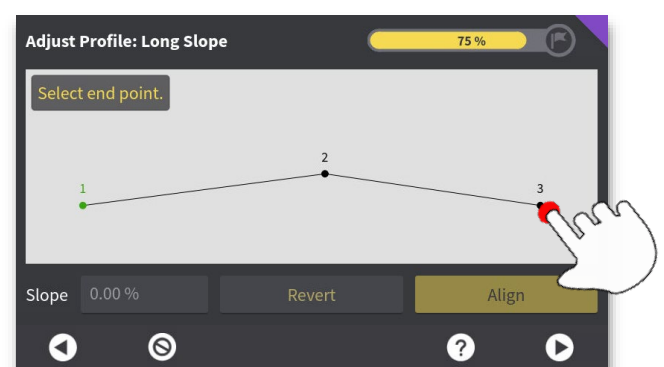 Adjust Profile: Long Slope
75 %
Select end point.
2
1
3
Slope 0.00 % Revert Align
?